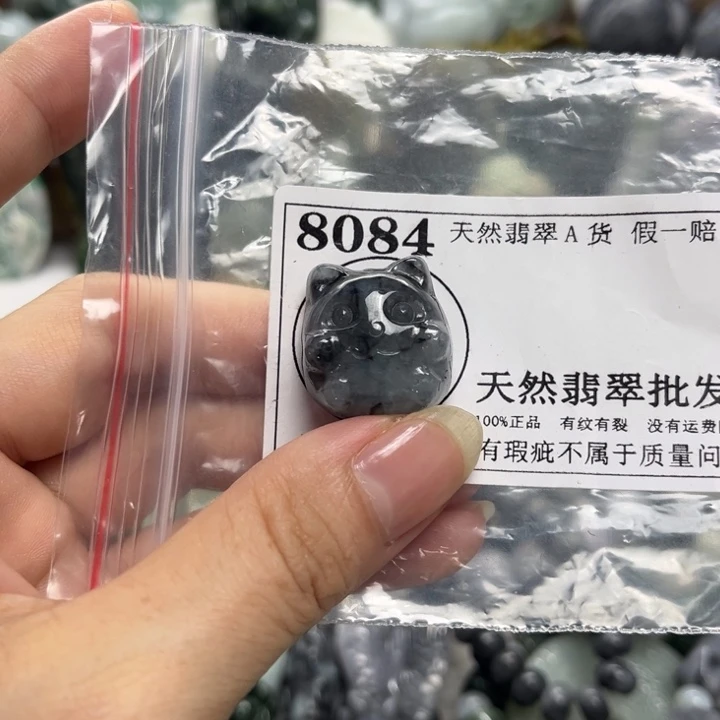 8084 天然翡翠A货 假一赔
天然翡翠批发
100%正品 有纹有裂 没有运费
有瑕疵不属于质量问